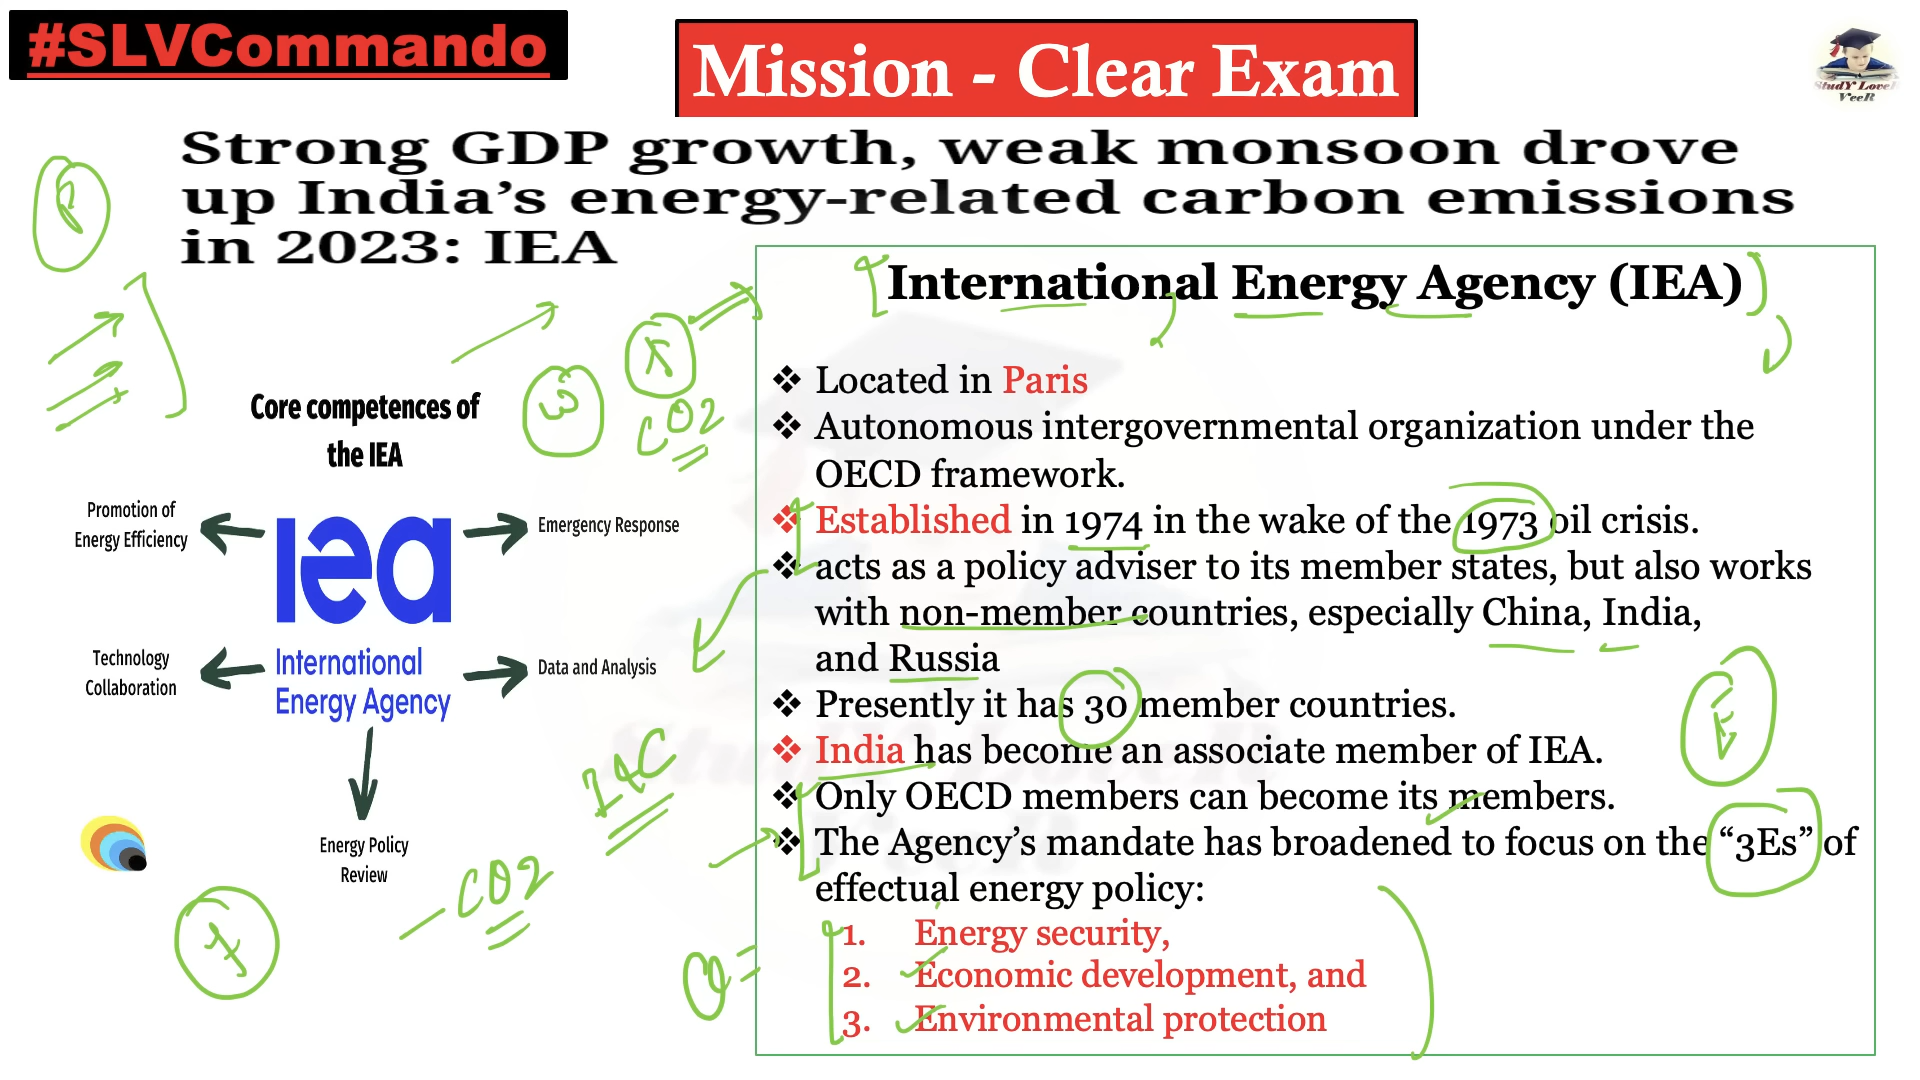 #SLVCommando
Mission - Clear Exam
StudY LoveR
VeeR
Strong GDP growth, weak monsoon drove
up India's energy-related carbon emissions
in 2023: IEA
Core competences of
the IEA
Promotion of
Energy Efficiency
Emergency Response
iea
International
Energy Agency
Technology
Collaboration
Data and Analysis
Energy Policy
Review
CO2
CO2
International Energy Agency (IEA)
❖ Located in Paris
❖ Autonomous intergovernmental organization under the
OECD framework.
❖ Established in 1974 in the wake of the 1973 oil crisis.
❖ acts as a policy adviser to its member states, but also works
with non-member countries, especially China, India,
and Russia
❖ Presently it has 30 member countries.
❖ India has become an associate member of IEA.
❖ Only OECD members can become its members.
❖ The Agency's mandate has broadened to focus on the “3Es” of
effectual energy policy:
1. Energy security,
2. Economic development, and
3. Environmental protection
StudY LoveR
VeeR